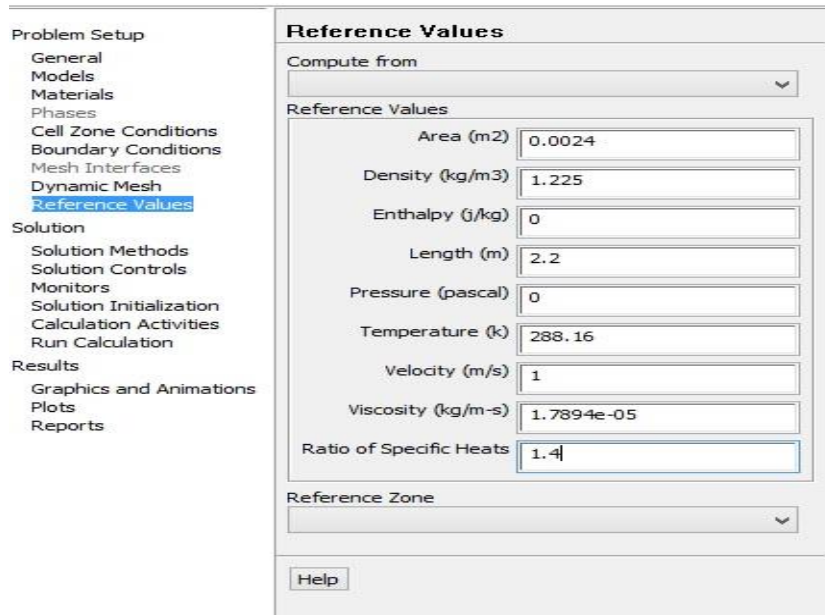 Problem Setup
General
Models
Materials
Phases
Cell Zone Conditions
Boundary Conditions
Mesh Interfaces
Dynamic Mesh
Reference Values
Solution
Solution Methods
Solution Controls
Monitors
Solution Initialization
Calculation Activities
Run Calculation
Results
Graphics and Animations
Plots
Reports
Reference Values
Compute from
Reference Values
Area (m2) 0.0024
Density (kg/m3) 1.225
Enthalpy (j/kg) 0
Length (m) 2.2
Pressure (pascal) 0
Temperature (k) 288.16
Velocity (m/s) 1
Viscosity (kg/m-s) 1.7894e-05
Ratio of Specific Heats 1.4
Reference Zone
Help